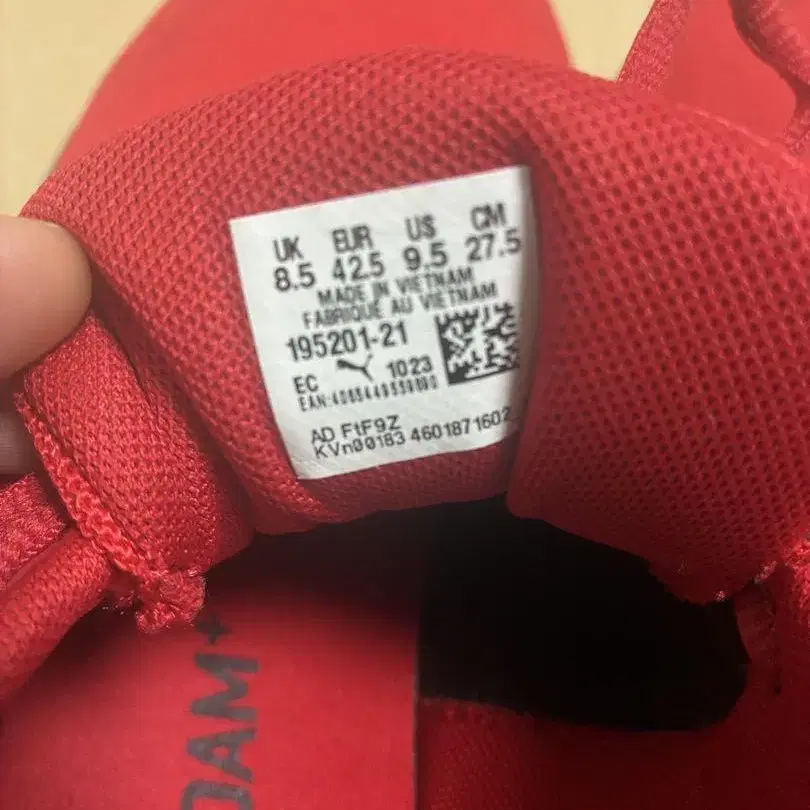 UK EUR US CM
8.5 42.5 9.5 27.5
MADE IN VIETNAM
FABRIQUE AU VIETNAM
195201-21
EC 1023
AD FtF9Z
KVn00183 4601871602
OAM+